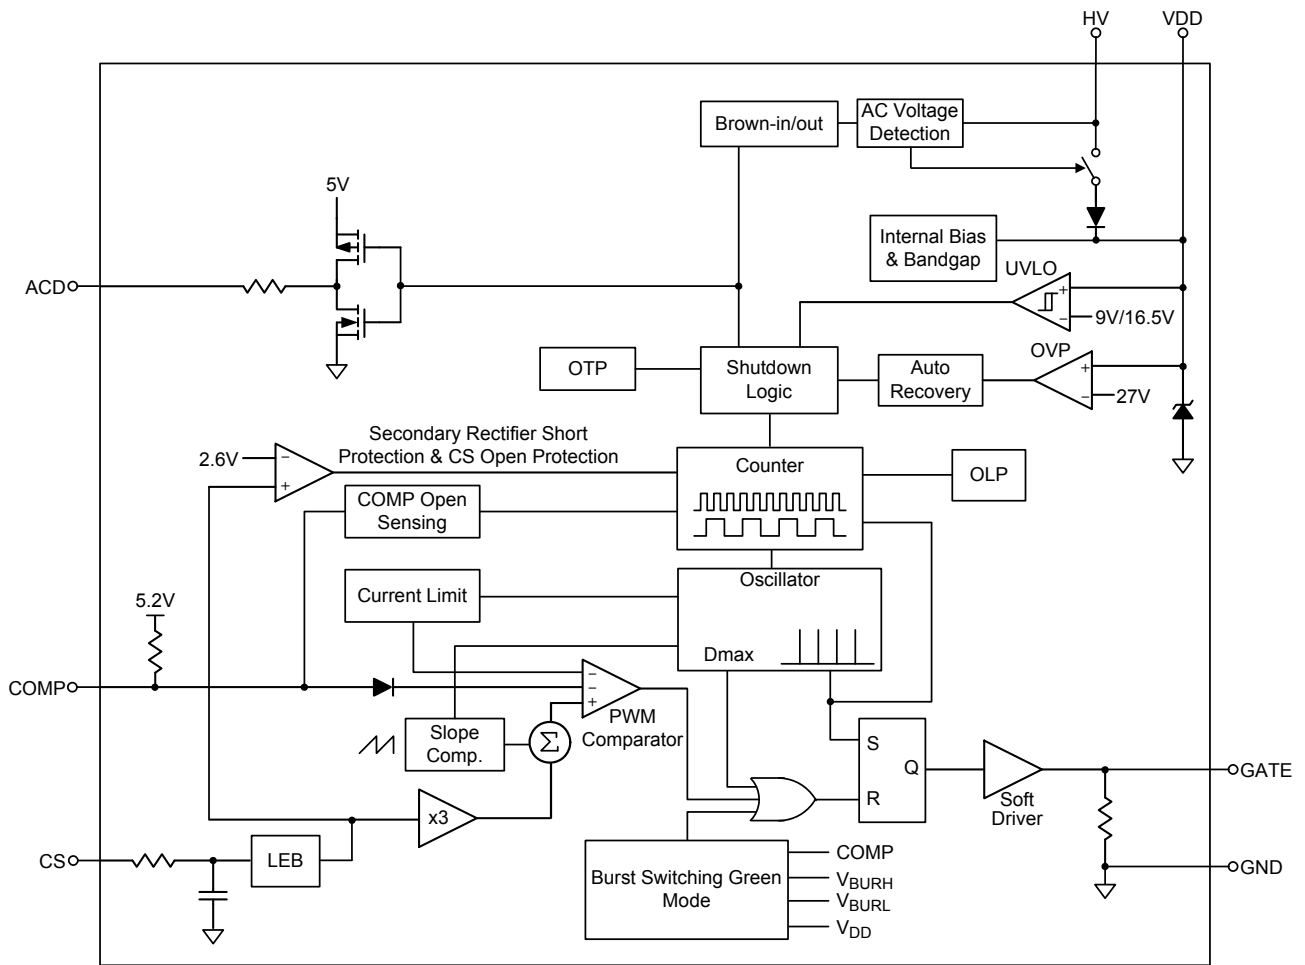 HV
VDD
Brown-in/out
AC Voltage
Detection
5V
Internal Bias
& Bandgap
UVLO
+
−
9V/16.5V
ACD
OTP
Shutdown
Logic
Auto
Recovery
OVP
+
−
27V
Secondary Rectifier Short
Protection & CS Open Protection
2.6V
−
+
Counter
OLP
COMP Open
Sensing
Oscillator
Dmax
Current Limit
5.2V
COMP
−
−
+
PWM
Comparator
Slope
Comp.
Σ
S
R
Q
Soft
Driver
GATE
x3
CS
LEB
Burst Switching Green
Mode
COMP
VBURH
VBURL
VDD
GND